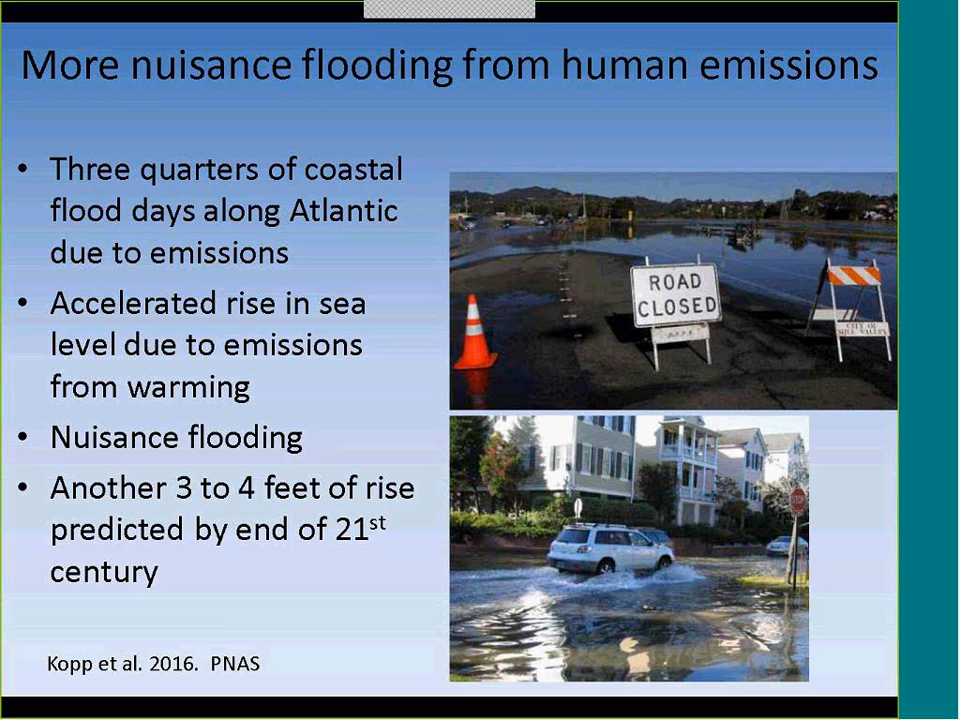 More nuisance flooding from human emissions
• Three quarters of coastal
flood days along Atlantic
due to emissions
• Accelerated rise in sea
level due to emissions
from warming
• Nuisance flooding
• Another 3 to 4 feet of rise
predicted by end of 21st
century
ROAD
CLOSED
CITY OF
MILL VALLEY
STOP
Kopp et al. 2016. PNAS